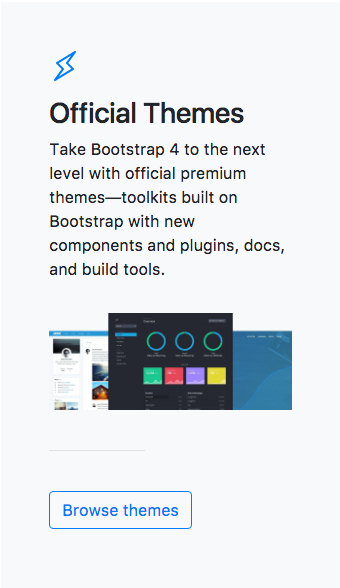 Official Themes
Take Bootstrap 4 to the next
level with official premium
themes—toolkits built on
Bootstrap with new
components and plugins, docs,
and build tools.
Browse themes